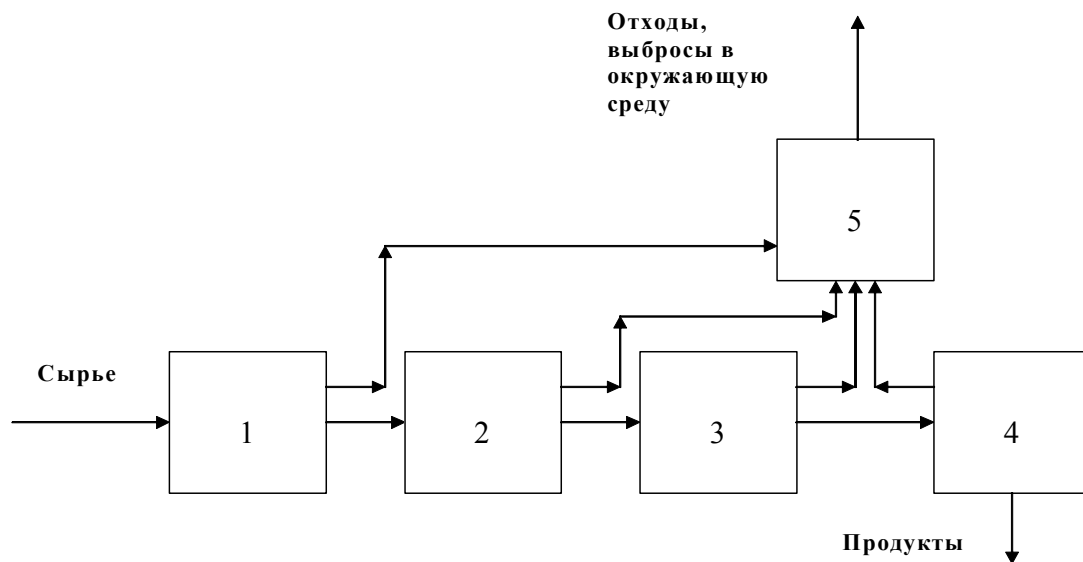 Отходы,
выбросы в
окружающую
среду
5
Сырье
1
2
3
4
Продукты